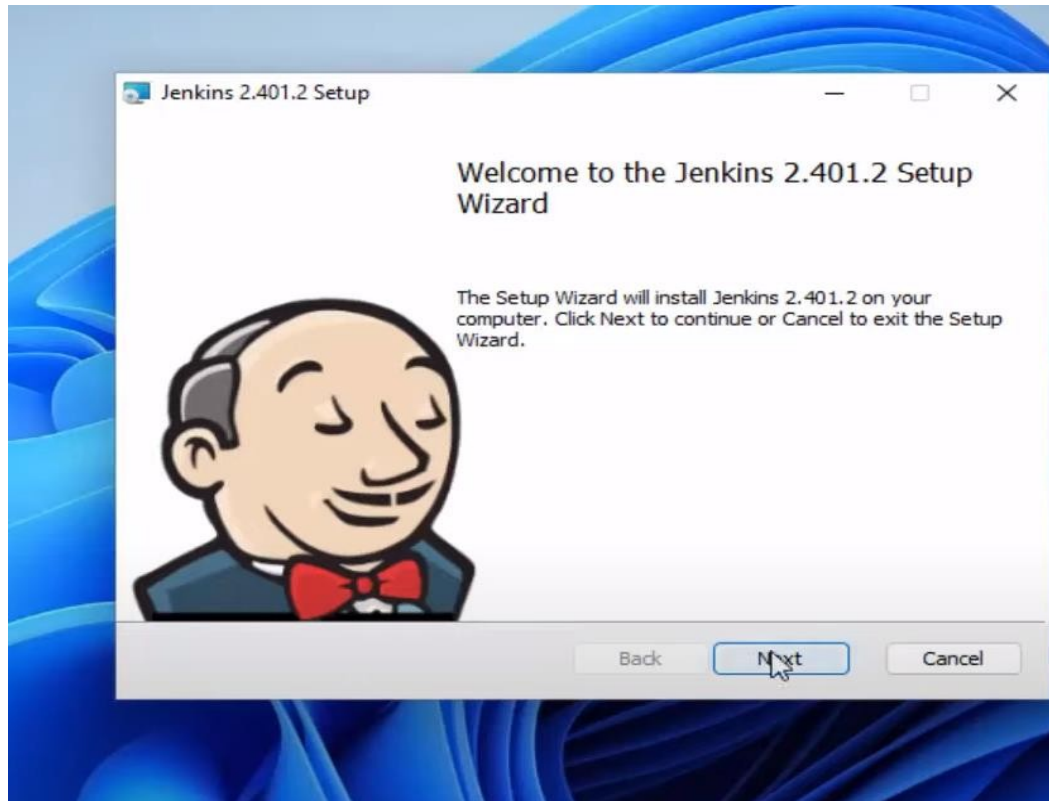 Jenkins 2.401.2 Setup
Welcome to the Jenkins 2.401.2 Setup
Wizard
The Setup Wizard will install Jenkins 2.401.2 on your
computer. Click Next to continue or Cancel to exit the Setup
Wizard.
Back Next Cancel